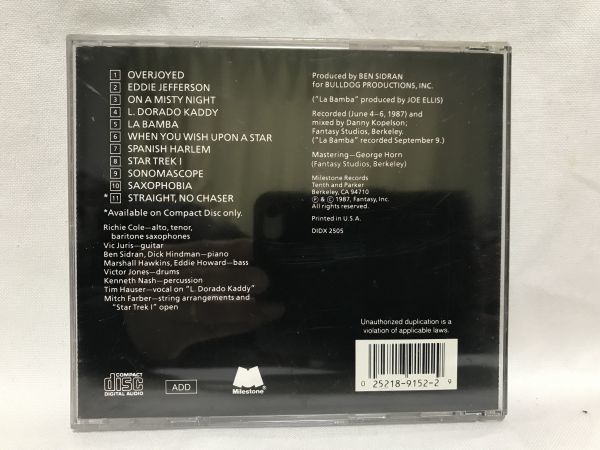 1 OVERJOYED
2 EDDIE JEFFERSON
3 ON A MISTY NIGHT
4 L. DORADO KADDY
5 LA BAMBA
6 WHEN YOU WISH UPON A STAR
7 SPANISH HARLEM
8 STAR TREK I
9 SONOMASCOPE
10 SAXOPHOBIA
*11 STRAIGHT, NO CHASER
*Available on Compact Disc only.
Richie Cole—alto, tenor,
baritone saxophones
Vic Juris—guitar
Ben Sidran, Dick Hindman—piano
Marshall Hawkins, Eddie Howard—bass
Victor Jones—drums
Kenneth Nash—percussion
Tim Hauser—vocal on "L. Dorado Kaddy"
Mitch Farber—string arrangements and
"Star Trek I" open
Produced by BEN SIDRAN
for BULLDOG PRODUCTIONS, INC.
("La Bamba" produced by JOE ELLIS)
Recorded (June 4–6, 1987) and
mixed by Danny Kopelson;
Fantasy Studios, Berkeley.
("La Bamba" recorded September 9.)
Mastering—George Horn
(Fantasy Studios, Berkeley)
Milestone Records
Tenth and Parker
Berkeley, CA 94710
℗ & © 1987, Fantasy, Inc.
All rights reserved.
Printed in U.S.A.
DIDX 2505
Unauthorized duplication is a
violation of applicable laws.
0 25218-9152-2 9
COMPACT
disc
DIGITAL AUDIO
ADD
Milestone®